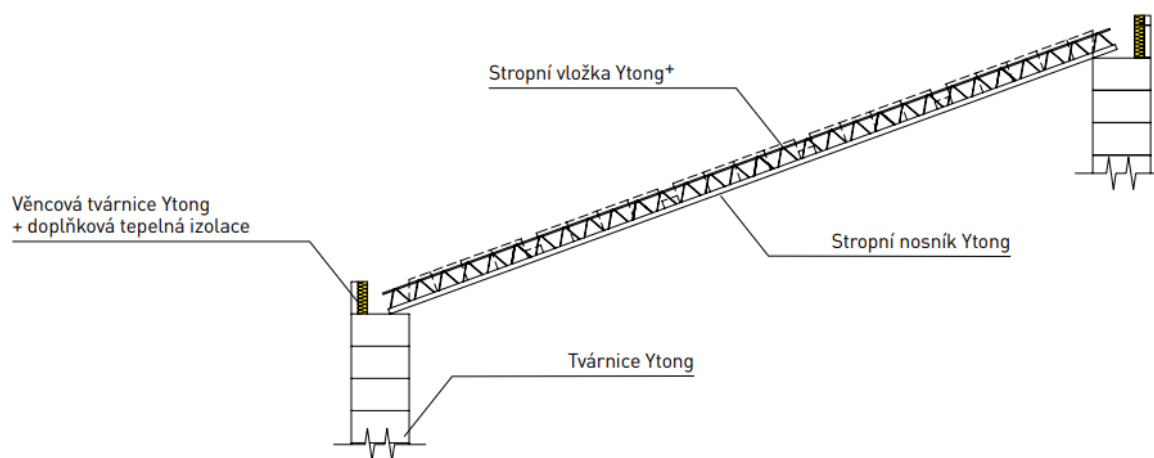 Stropní vložka Ytong+
Věncová tvárnice Ytong
+ doplňková tepelná izolace
Stropní nosník Ytong
Tvárnice Ytong